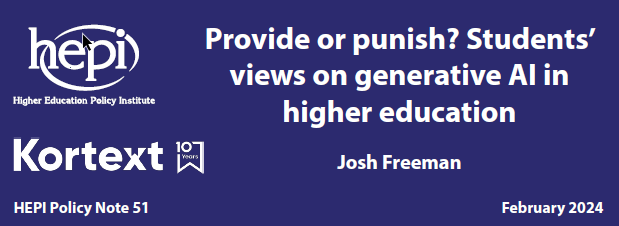 hepi
Higher Education Policy Institute
Kortext
10 Years
Provide or punish? Students’
views on generative AI in
higher education
Josh Freeman
HEPI Policy Note 51
February 2024